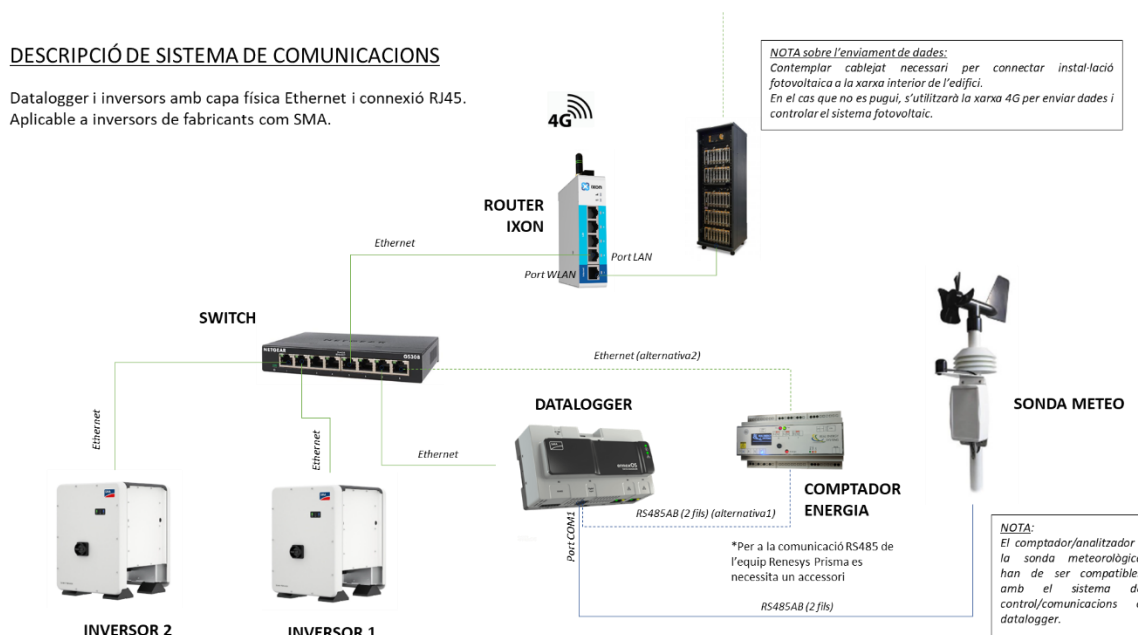 DESCRIPCIÓ DE SISTEMA DE COMUNICACIONS
Datalogger i inversors amb capa física Ethernet i connexió RJ45.
Aplicable a inversors de fabricants com SMA.
NOTA sobre l'enviament de dades:
Contemplar cablejat necessari per connectar instal·lació
fotovoltaica a la xarxa interior de l'edifici.
En el cas que no es pugui, s'utilitzarà la xarxa 4G per enviar dades i
controlar el sistema fotovoltaic.
4G
IXON
ROUTER
IXON
Ethernet
Port LAN
Port WLAN
SWITCH
NETGEAR
GS308
Ethernet (alternativa2)
DATALOGGER
SONDA METEO
Ethernet
Ethernet
Ethernet
COMPTADOR
ENERGIA
RS485AB (2 fils) (alternativa1)
Port COM1
*Per a la comunicació RS485 de
l'equip Renesys Prisma es
necessita un accessori
RS485AB (2 fils)
NOTA:
El comptador/analitzador i
la sonda meteorològica
han de ser compatibles
amb el sistema de
control/comunicacions
datalogger.
INVERSOR 2
INVERSOR 1